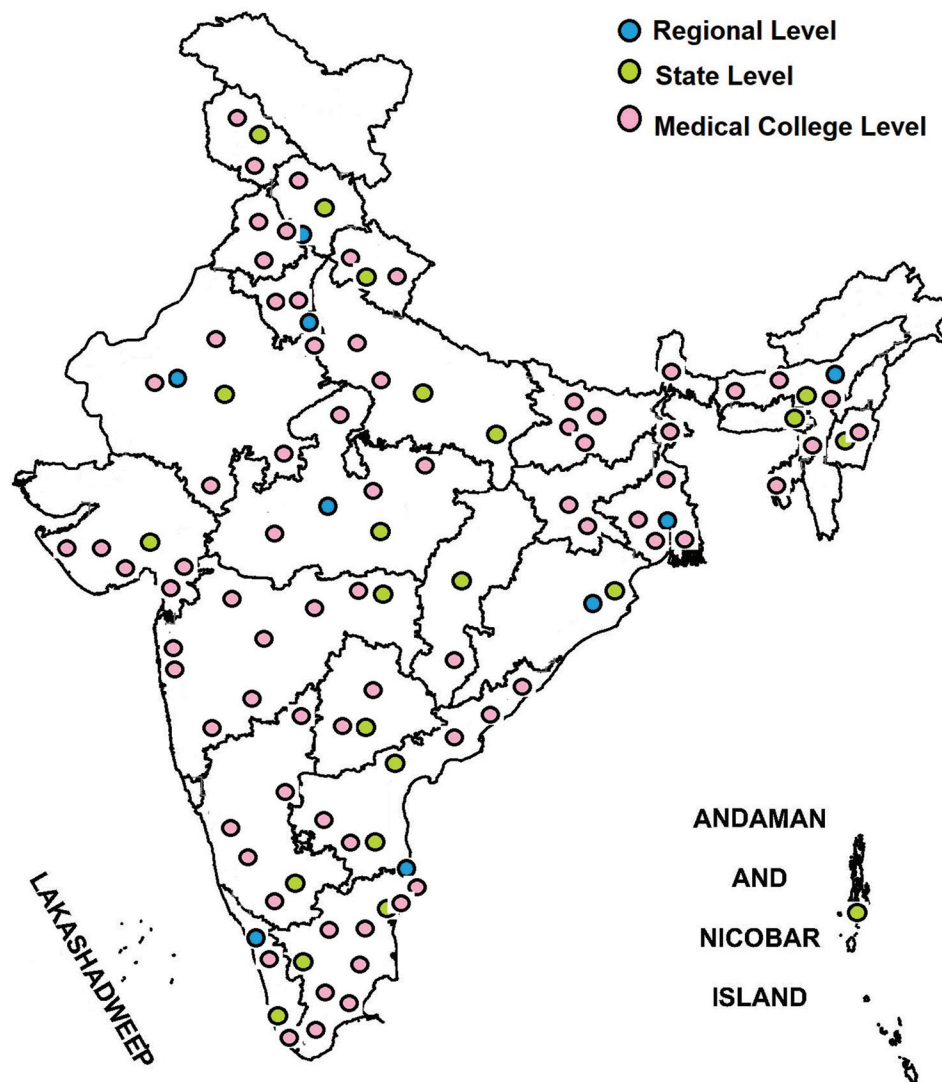 Regional Level
State Level
Medical College Level
ANDAMAN
AND
NICOBAR
ISLAND
LAKASHADWEEP